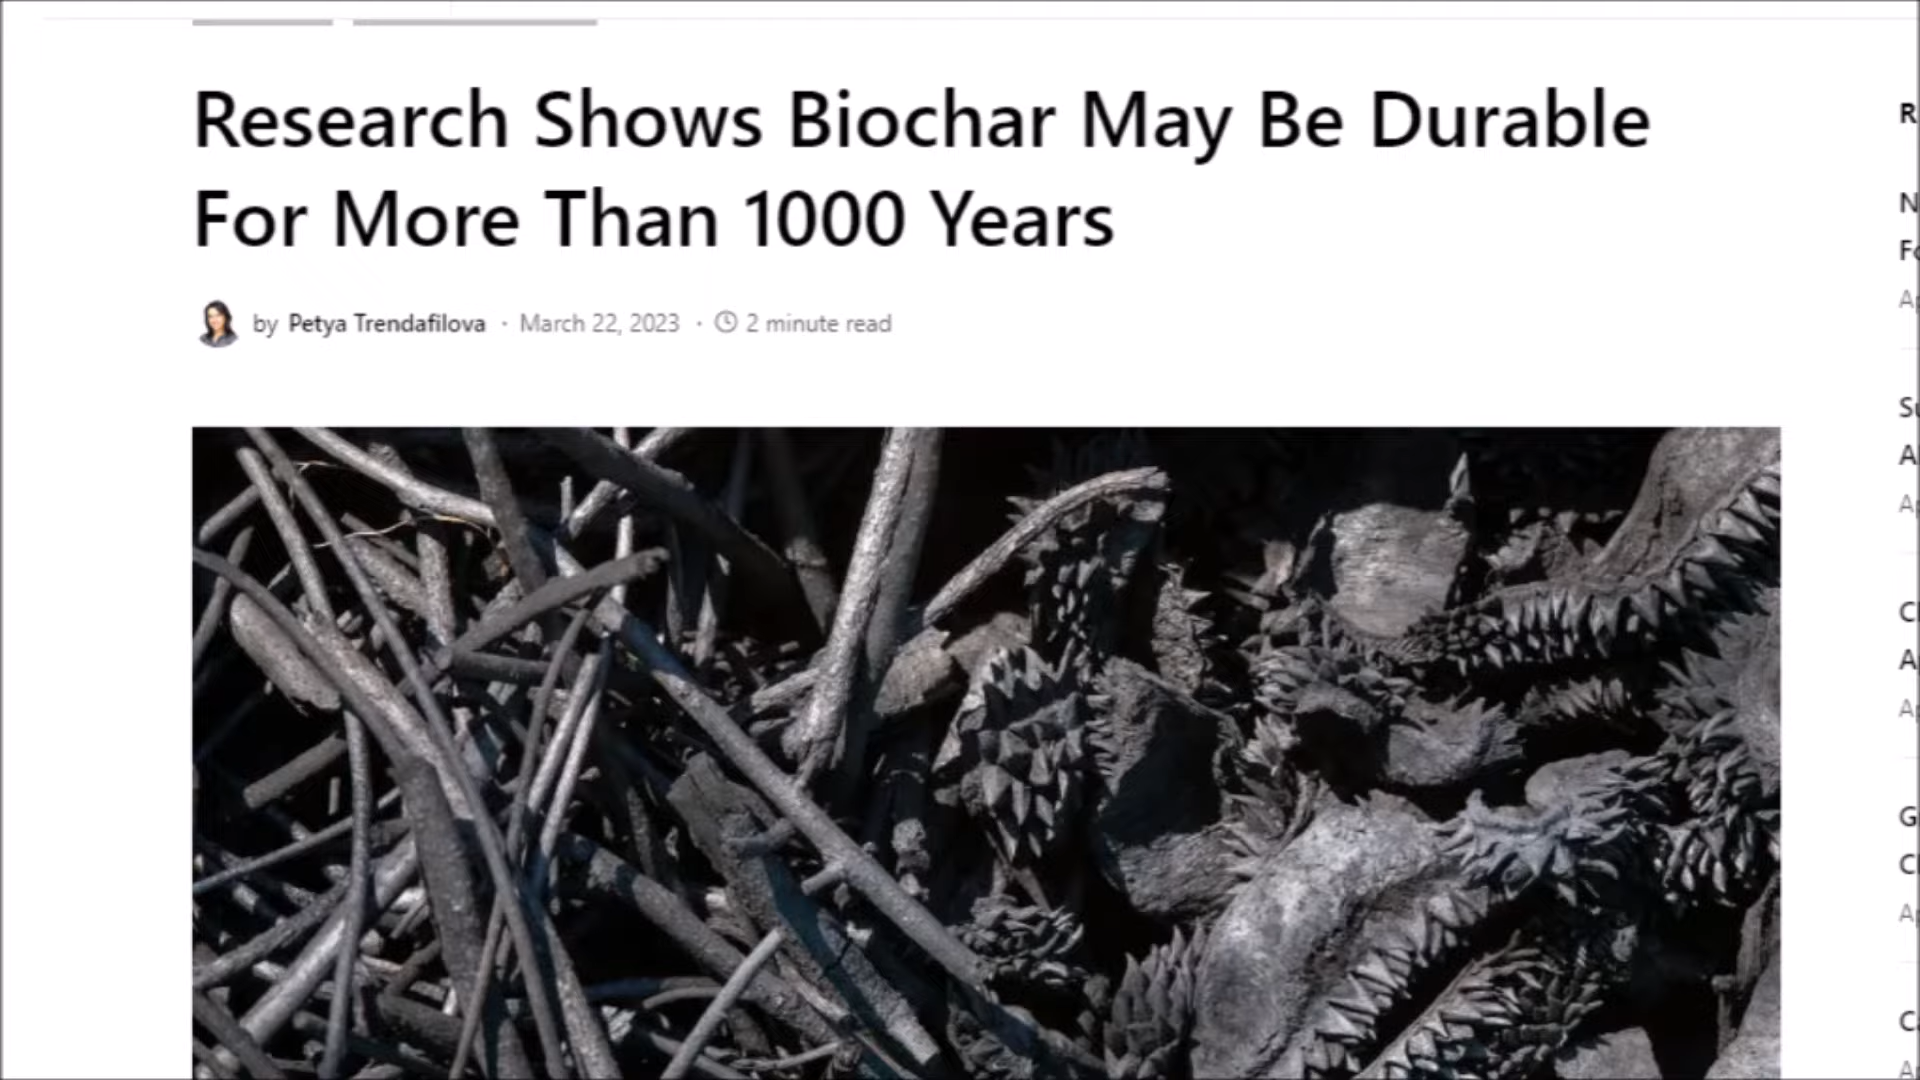 Research Shows Biochar May Be Durable
For More Than 1000 Years
by Petya Trendafilova · March 22, 2023 · 2 minute read